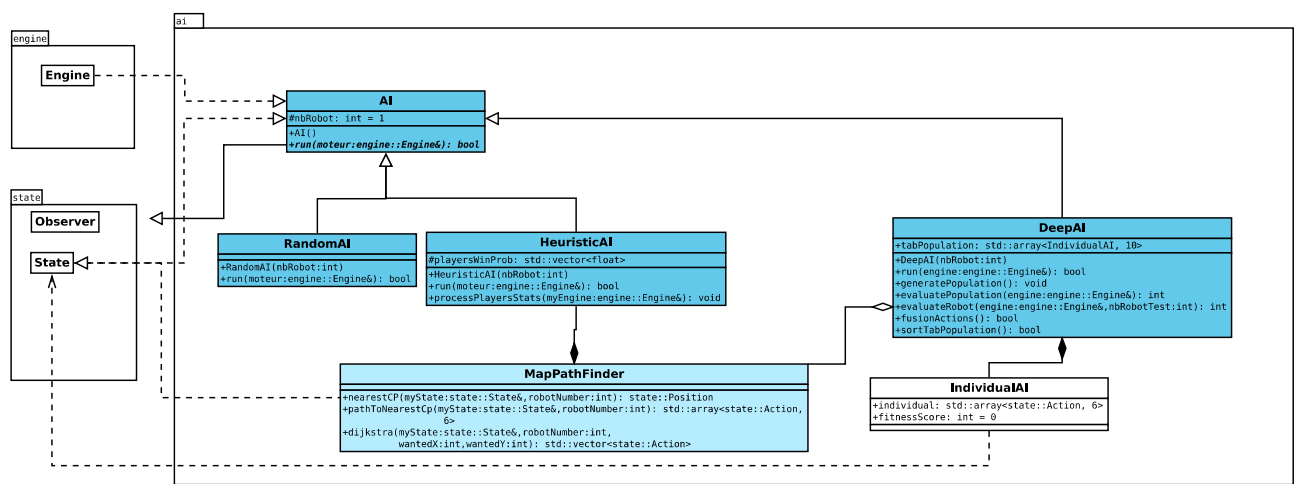 ai
engine
Engine
AI
#nbRobot: int = 1
+AI()
+run(moteur:engine::Engine&): bool
state
Observer
State
RandomAI
+RandomAI(nbRobot:int)
+run(moteur:engine::Engine&): bool
HeuristicAI
#playersWinProb: std::vector<float>
+HeuristicAI(nbRobot:int)
+run(moteur:engine::Engine&): bool
+processPlayersStats(myEngine:engine::Engine&): void
DeepAI
+tabPopulation: std::array<IndividualAI, 10>
+DeepAI(nbRobot:int)
+run(engine:engine::Engine&): bool
+generatePopulation(): void
+evaluatePopulation(engine:engine::Engine&): int
+evaluateRobot(engine:engine::Engine&,nbRobotTest:int): int
+fusionActions(): bool
+sortTabPopulation(): bool
MapPathFinder
+nearestCP(myState:state::State&,robotNumber:int): state::Position
+pathToNearestCp(myState:state::State&,robotNumber:int): std::array<state::Action,
6>
+dijkstra(myState:state::State&,robotNumber:int,
wantedX:int,wantedY:int): std::vector<state::Action>
IndividualAI
+individual: std::array<state::Action, 6>
+fitnessScore: int = 0